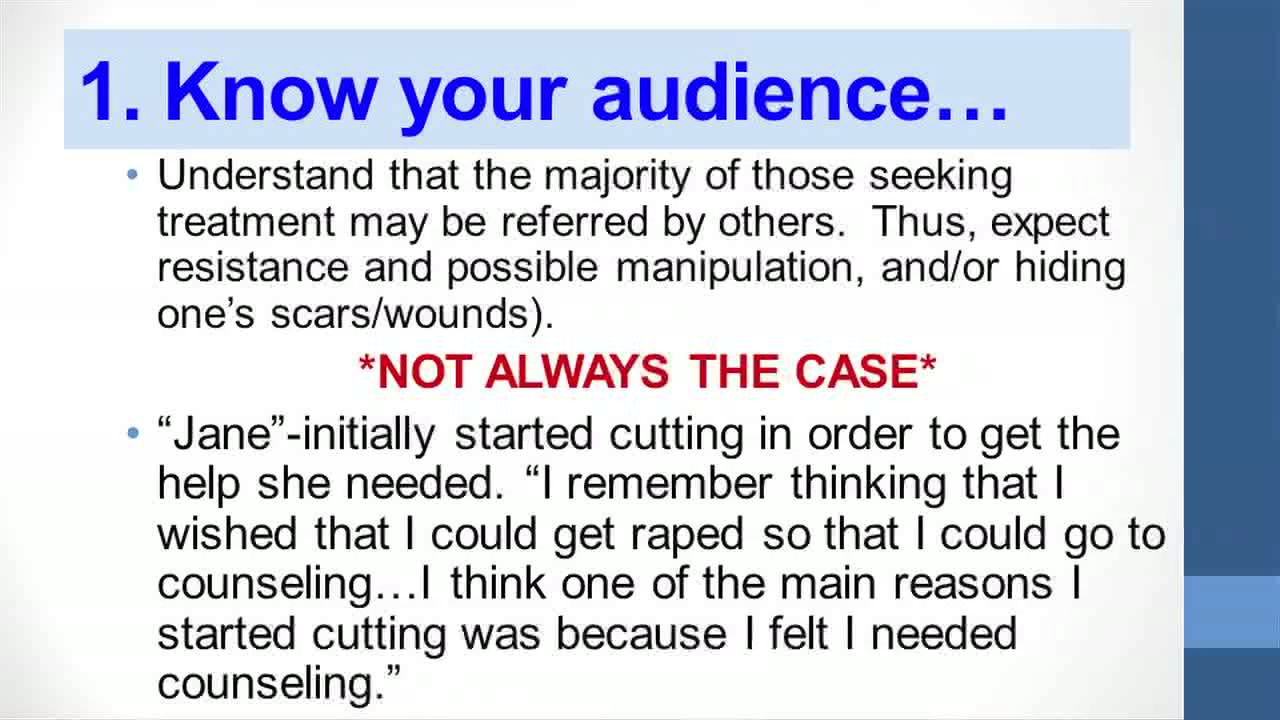 1. Know your audience…
• Understand that the majority of those seeking
treatment may be referred by others.  Thus, expect
resistance and possible manipulation, and/or hiding
one’s scars/wounds).
*NOT ALWAYS THE CASE*
• “Jane”-initially started cutting in order to get the
help she needed. “I remember thinking that I
wished that I could get raped so that I could go to
counseling…I think one of the main reasons I
started cutting was because I felt I needed
counseling.”